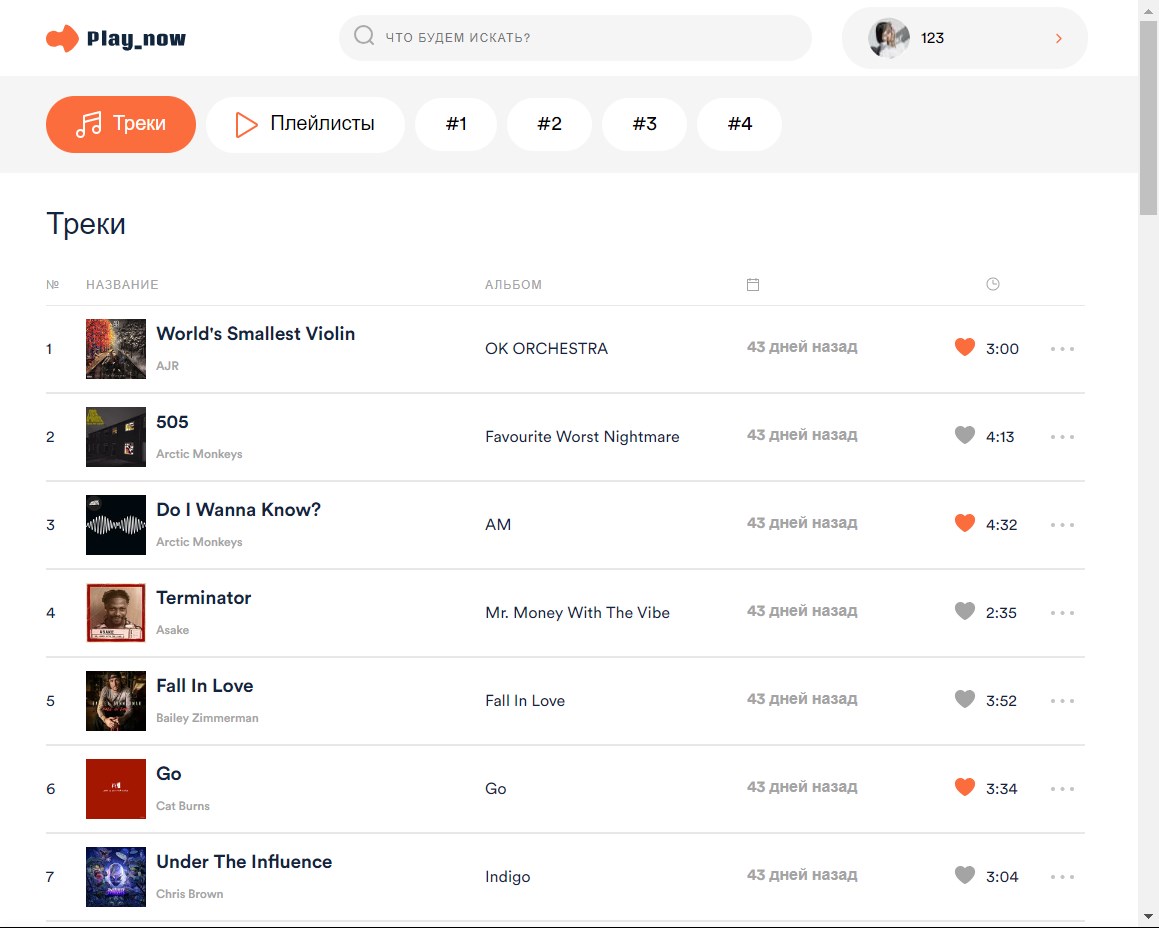 Play_now
ЧТО БУДЕМ ИСКАТЬ?
123
Треки
Плейлисты
#1
#2
#3
#4
Треки
№ НАЗВАНИЕ АЛЬБОМ
1 World's Smallest Violin OK ORCHESTRA 43 дней назад 3:00
AJR
2 505 Favourite Worst Nightmare 43 дней назад 4:13
Arctic Monkeys
3 Do I Wanna Know? AM 43 дней назад 4:32
Arctic Monkeys
4 Terminator Mr. Money With The Vibe 43 дней назад 2:35
Asake
5 Fall In Love Fall In Love 43 дней назад 3:52
Bailey Zimmerman
6 Go Go 43 дней назад 3:34
Cat Burns
7 Under The Influence Indigo 43 дней назад 3:04
Chris Brown